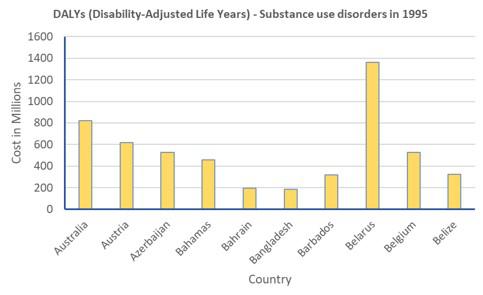 DALYs (Disability-Adjusted Life Years) - Substance use disorders in 1995
Cost in Millions
1600
1400
1200
1000
800
600
400
200
0
Australia
Austria
Azerbaijan
Bahamas
Bahrain
Bangladesh
Barbados
Belarus
Belgium
Belize
Country